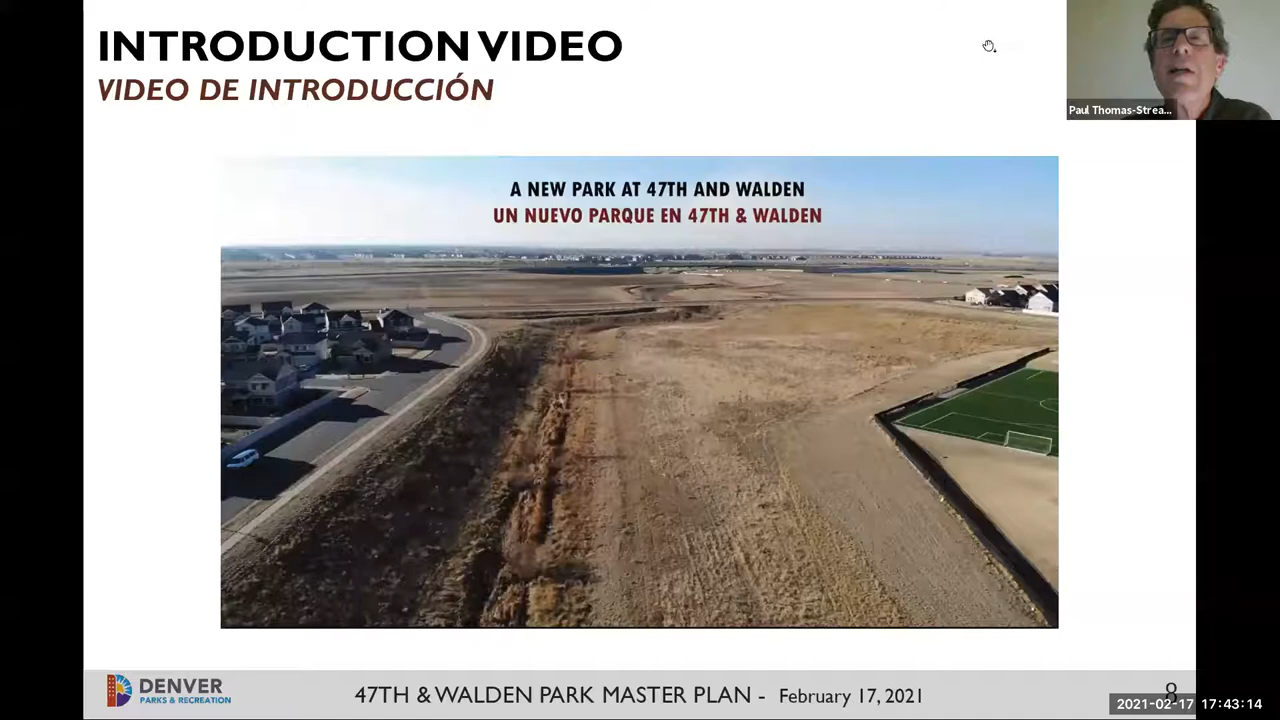 INTRODUCTION VIDEO
VIDEO DE INTRODUCCIÓN
Paul Thomas-Strea...
A NEW PARK AT 47TH AND WALDEN
UN NUEVO PARQUE EN 47TH & WALDEN
DENVER
PARKS & RECREATION
47TH & WALDEN PARK MASTER PLAN - February 17, 2021
8
2021-02-17 17:43:14